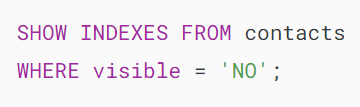 SHOW INDEXES FROM contacts
WHERE visible = 'NO';